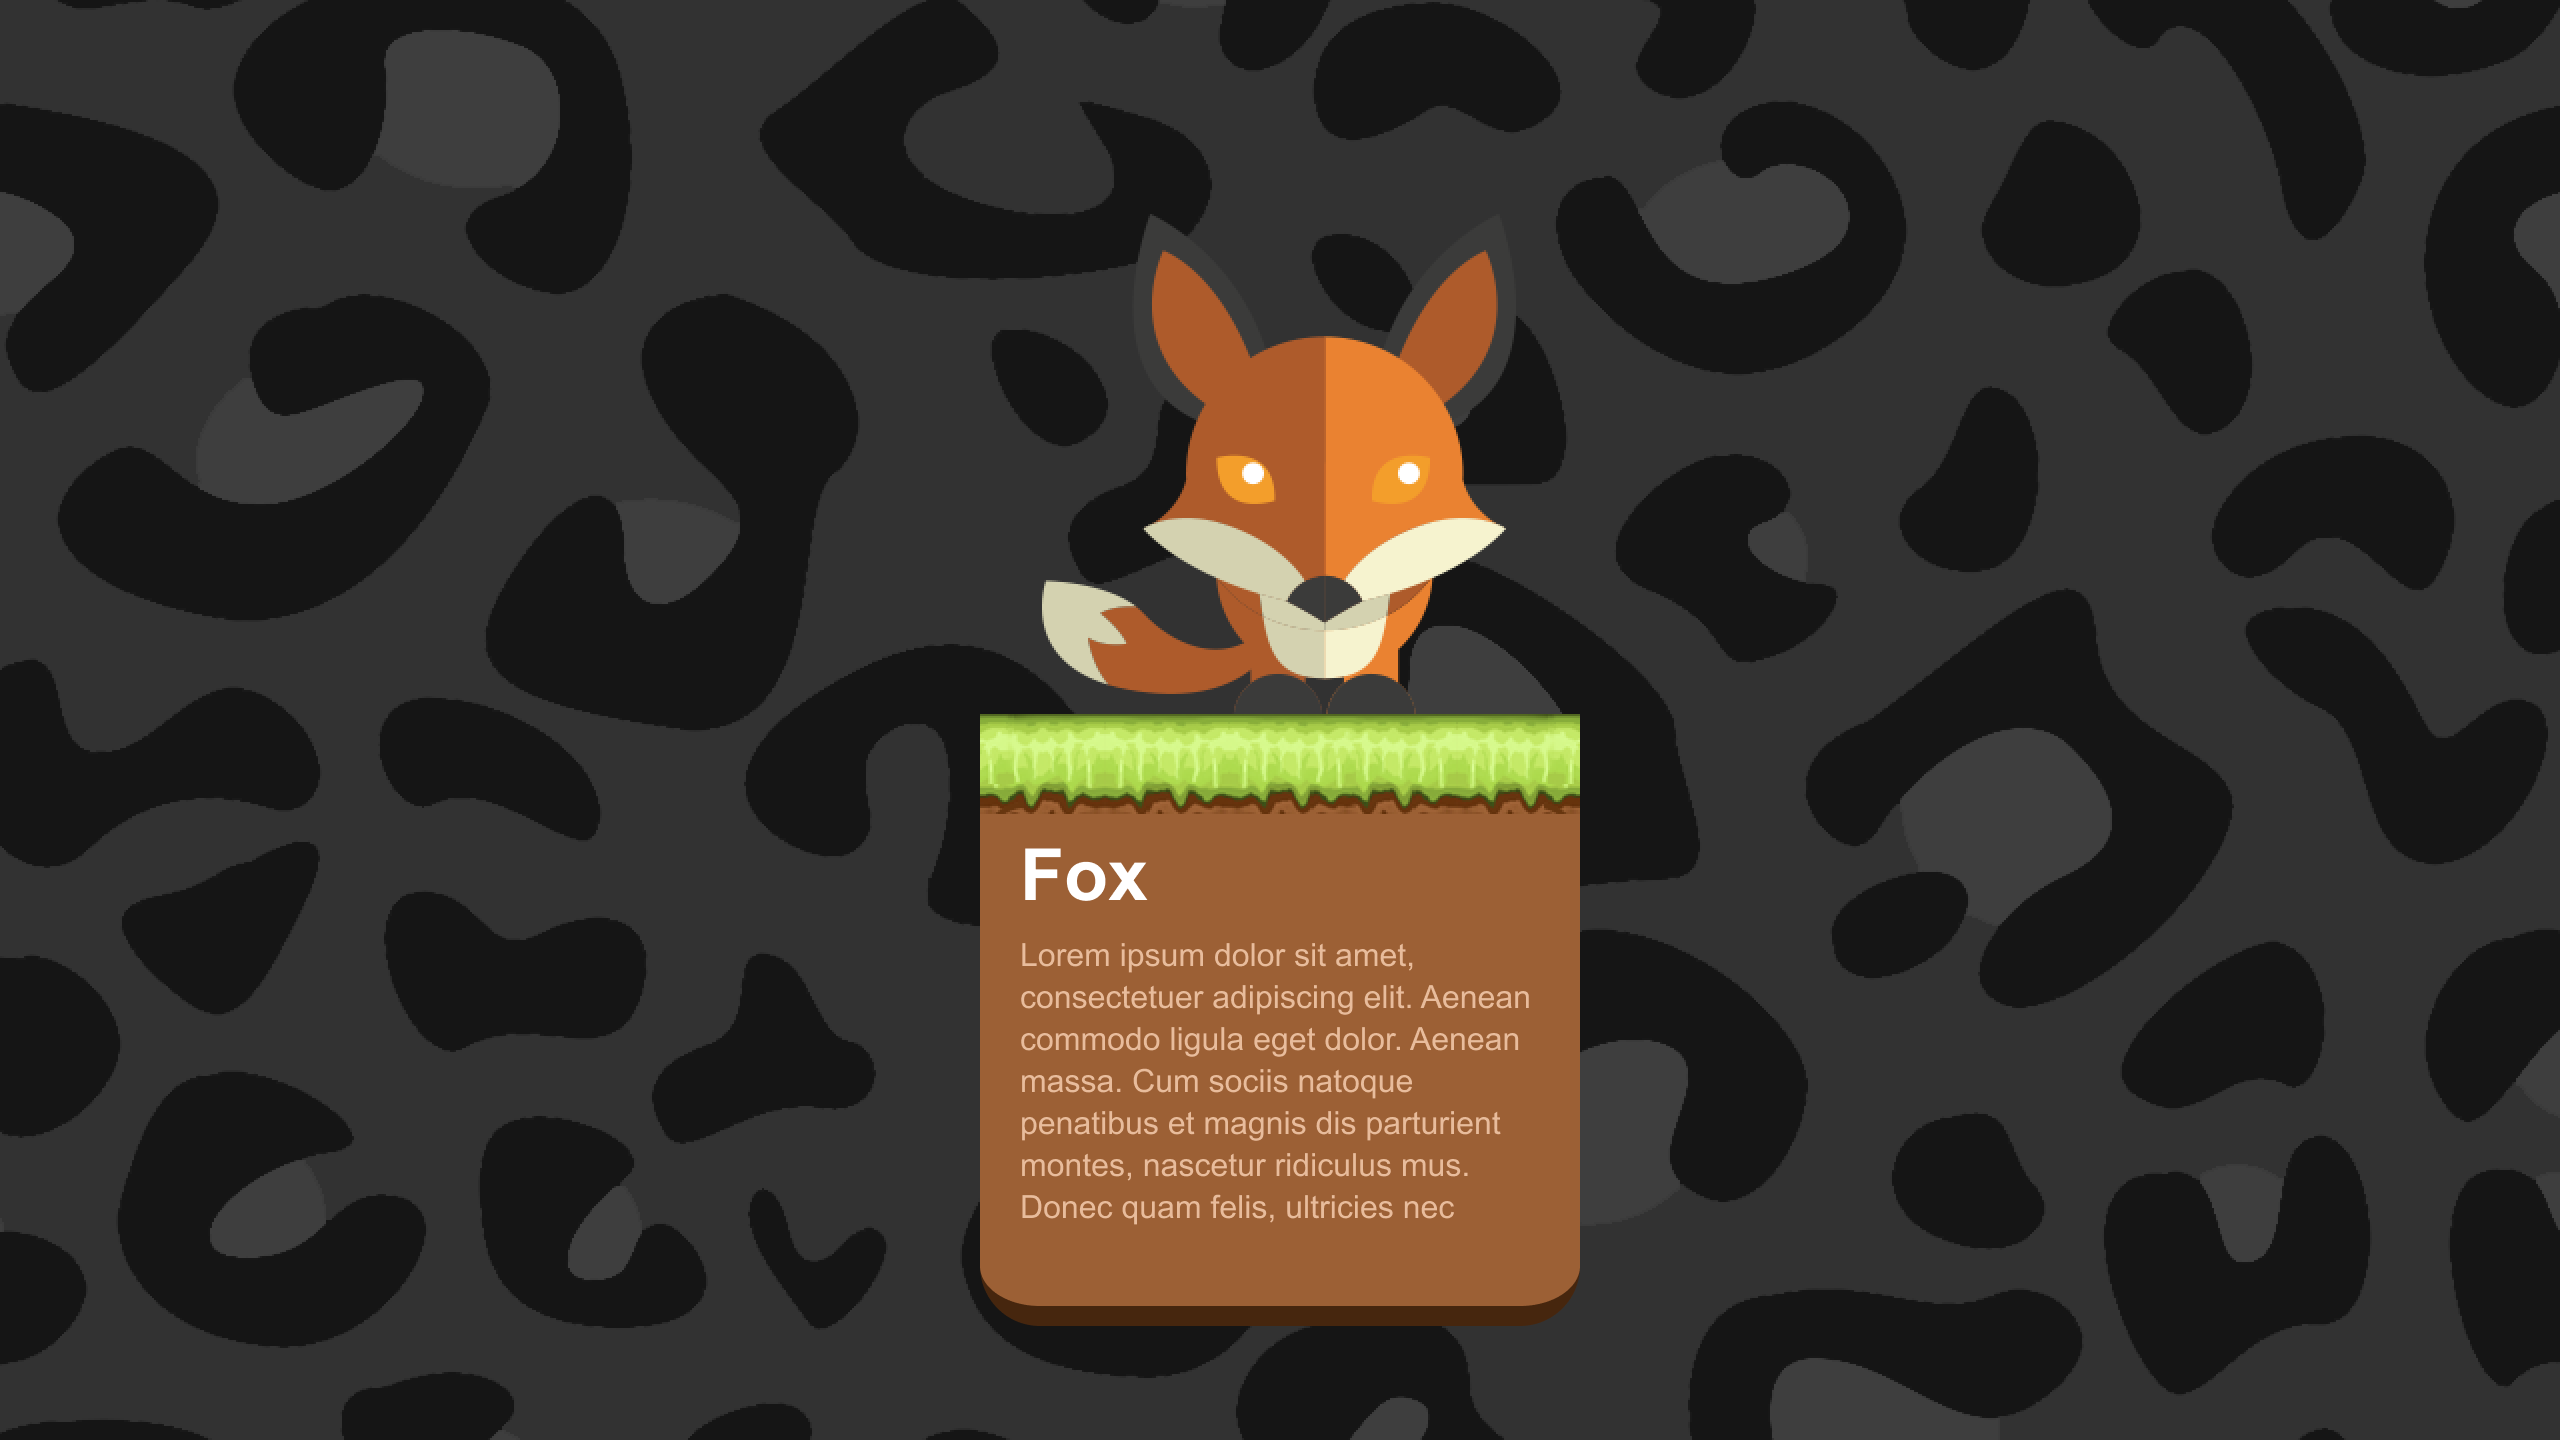 Fox
Lorem ipsum dolor sit amet,
consectetuer adipiscing elit. Aenean
commodo ligula eget dolor. Aenean
massa. Cum sociis natoque
penatibus et magnis dis parturient
montes, nascetur ridiculus mus.
Donec quam felis, ultricies nec